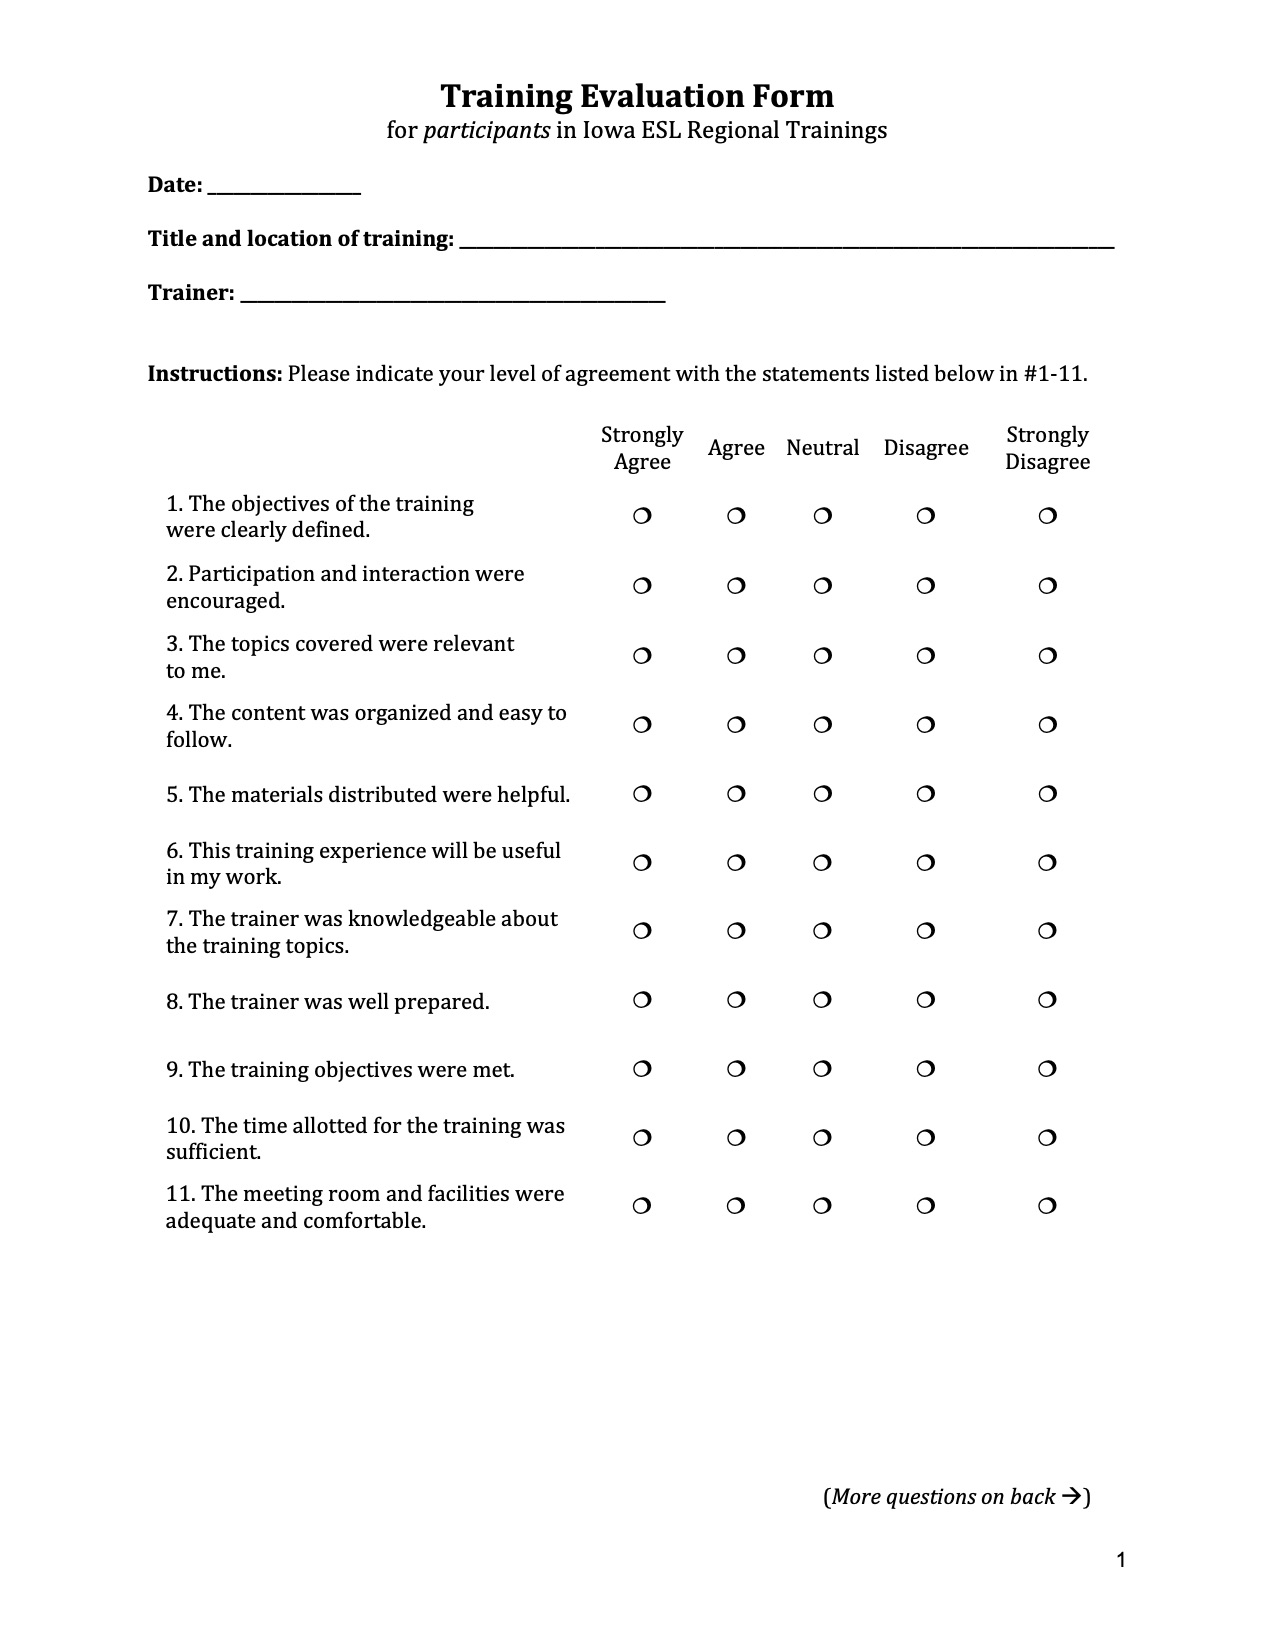 Training Evaluation Form
for participants in Iowa ESL Regional Trainings
Date: ________________
Title and location of training: ______________________________________________________________________
Trainer: _____________________________________________
Instructions: Please indicate your level of agreement with the statements listed below in #1-11.
Strongly Agree Agree Neutral Disagree Strongly Disagree
1. The objectives of the training
were clearly defined.
❍ ❍ ❍ ❍ ❍
2. Participation and interaction were
encouraged.
❍ ❍ ❍ ❍ ❍
3. The topics covered were relevant
to me.
❍ ❍ ❍ ❍ ❍
4. The content was organized and easy to
follow.
❍ ❍ ❍ ❍ ❍
5. The materials distributed were helpful. ❍ ❍ ❍ ❍ ❍
6. This training experience will be useful
in my work.
❍ ❍ ❍ ❍ ❍
7. The trainer was knowledgeable about
the training topics.
❍ ❍ ❍ ❍ ❍
8. The trainer was well prepared. ❍ ❍ ❍ ❍ ❍
9. The training objectives were met. ❍ ❍ ❍ ❍ ❍
10. The time allotted for the training was
sufficient.
❍ ❍ ❍ ❍ ❍
11. The meeting room and facilities were
adequate and comfortable.
❍ ❍ ❍ ❍ ❍
(More questions on back →)
1